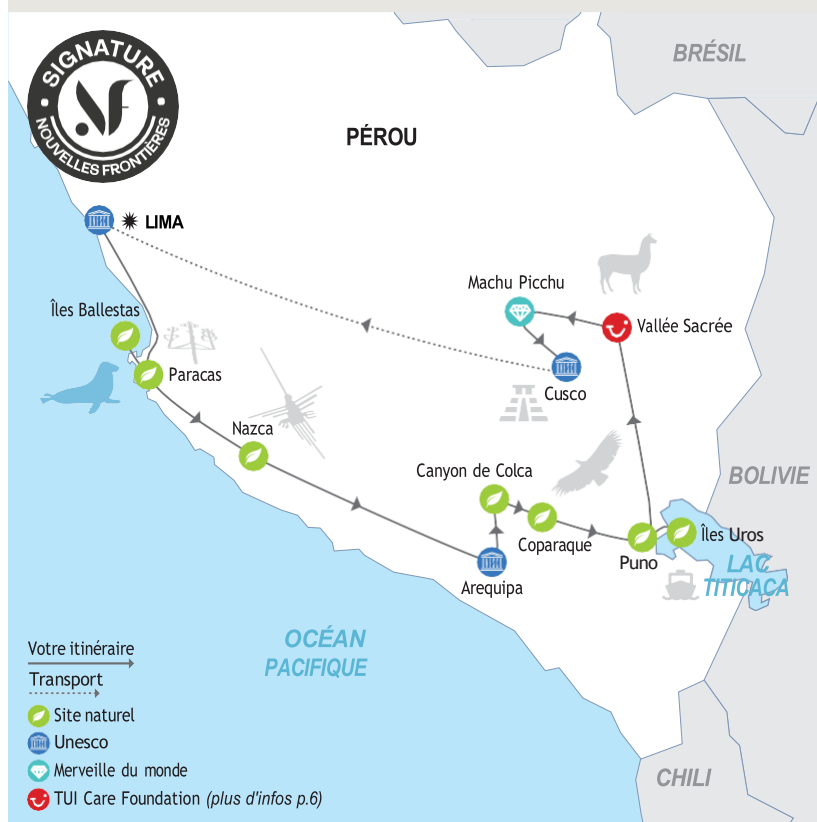 SIGNATURE
NOUVELLES FRONTIÈRES
BRÉSIL
PÉROU
LIMA
Machu Picchu
Îles Ballestas
Vallée Sacrée
Paracas
Cusco
Nazca
Canyon de Colca
BOLIVIE
Coparaque
Îles Uros
Puno
LAC
TITICACA
Arequipa
OCÉAN
PACIFIQUE
Votre itinéraire
Transport
Site naturel
Unesco
Merveille du monde
TUI Care Foundation (plus d'infos p.6)
CHILI